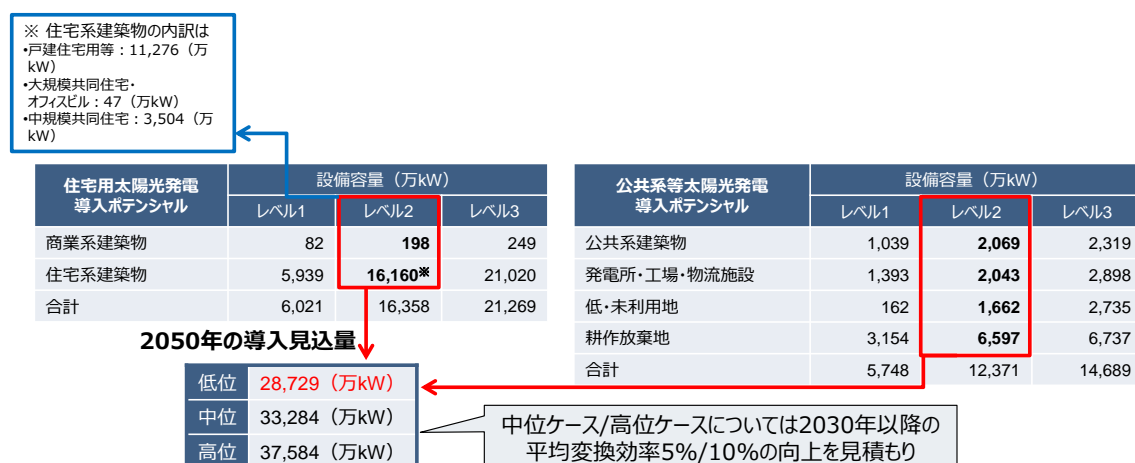 ※ 住宅系建築物の内訳は
•戸建住宅用等：11,276（万
kW）
•大規模共同住宅・
オフィスビル：47（万kW）
•中規模共同住宅：3,504（万
kW）
住宅用太陽光発電
導入ポテンシャル
設備容量（万kW）
レベル1 レベル2 レベル3
商業系建築物 82 198 249
住宅系建築物 5,939 16,160※ 21,020
合計 6,021 16,358 21,269
公共系等太陽光発電
導入ポテンシャル
設備容量（万kW）
レベル1 レベル2 レベル3
公共系建築物 1,039 2,069 2,319
発電所・工場・物流施設 1,393 2,043 2,898
低・未利用地 162 1,662 2,735
耕作放棄地 3,154 6,597 6,737
合計 5,748 12,371 14,689
2050年の導入見込量
低位 28,729（万kW）
中位 33,284（万kW）
高位 37,584（万kW）
中位ケース/高位ケースについては2030年以降の
平均変換効率5%/10%の向上を見積もり